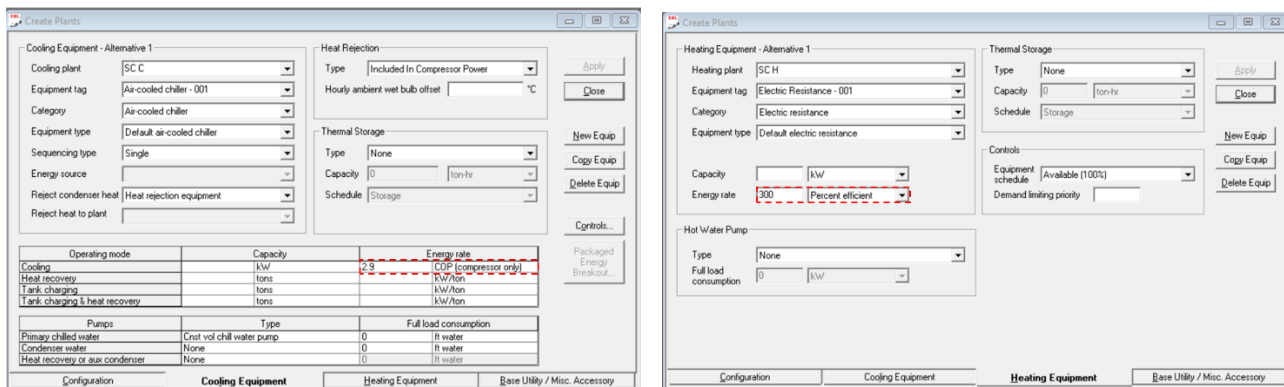 Create Plants
Cooling Equipment - Alternative 1
Cooling plant SC C
Equipment tag Air-cooled chiller - 001
Category Air-cooled chiller
Equipment type Default air-cooled chiller
Sequencing type Single
Energy source
Reject condenser heat Heat rejection equipment
Reject heat to plant
Heat Rejection
Type Included In Compressor Power
Hourly ambient wet bulb offset °C
Thermal Storage
Type None
Capacity 0 ton-hr
Schedule Storage
Apply
Close
New Equip
Copy Equip
Delete Equip
Controls...
Packaged
Energy
Breakout...
Operating mode Capacity Energy rate
Cooling kW 2.9 COP (compressor only)
Heat recovery tons kW/ton
Tank charging tons kW/ton
Tank charging & heat recovery tons kW/ton
Pumps Type Full load consumption
Primary chilled water Cnst vol chill water pump 0 ft water
Condenser water None 0 ft water
Heat recovery or aux condenser None 0 ft water
Configuration Cooling Equipment Heating Equipment Base Utility / Misc. Accessory
Create Plants
Heating Equipment - Alternative 1
Heating plant SC H
Equipment tag Electric Resistance - 001
Category Electric resistance
Equipment type Default electric resistance
Capacity kW
Energy rate 300 Percent efficient
Hot Water Pump
Type None
Full load
consumption 0 kW
Thermal Storage
Type None
Capacity 0 ton-hr
Schedule Storage
Controls
Equipment
schedule Available (100%)
Demand limiting priority
Apply
Close
New Equip
Copy Equip
Delete Equip
Configuration Cooling Equipment Heating Equipment Base Utility / Misc. Accessory